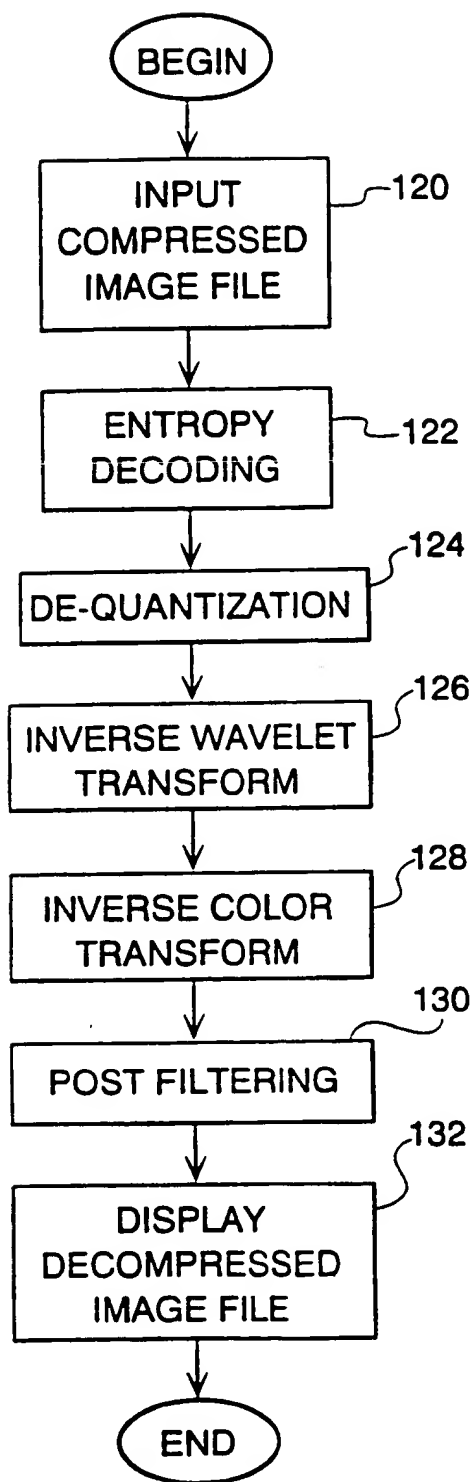 BEGIN
INPUT
COMPRESSED
IMAGE FILE
120
ENTROPY
DECODING
122
124
DE-QUANTIZATION
126
INVERSE WAVELET
TRANSFORM
128
INVERSE COLOR
TRANSFORM
130
POST FILTERING
132
DISPLAY
DECOMPRESSED
IMAGE FILE
END